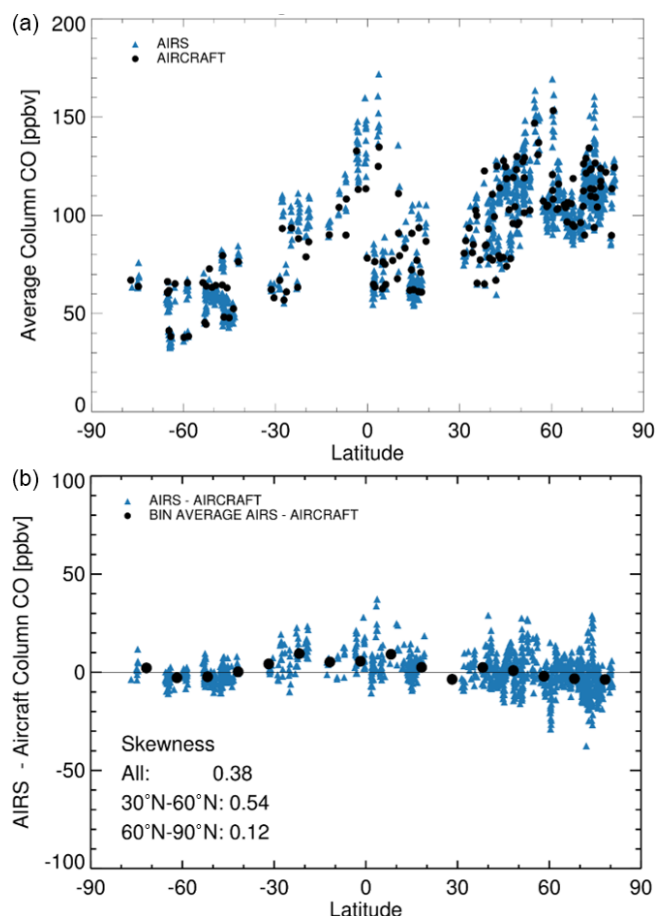 (a)
200
150
100
50
0
Average Column CO [ppbv]
AIRS
AIRCRAFT
-90 -60 -30 0 30 60 90
Latitude
(b)
100
50
0
-50
-100
AIRS - Aircraft Column CO [ppbv]
AIRS - AIRCRAFT
BIN AVERAGE AIRS - AIRCRAFT
Skewness
All: 0.38
30°N-60°N: 0.54
60°N-90°N: 0.12
-90 -60 -30 0 30 60 90
Latitude